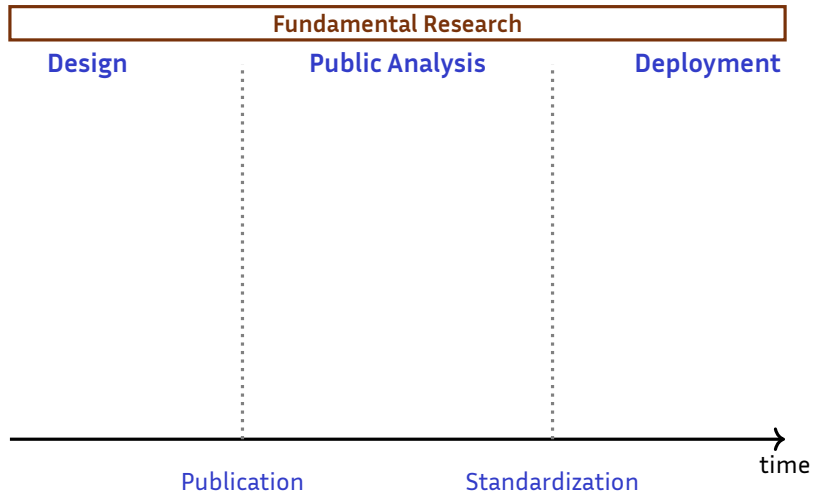 Fundamental Research
Design Public Analysis Deployment
time
Publication Standardization